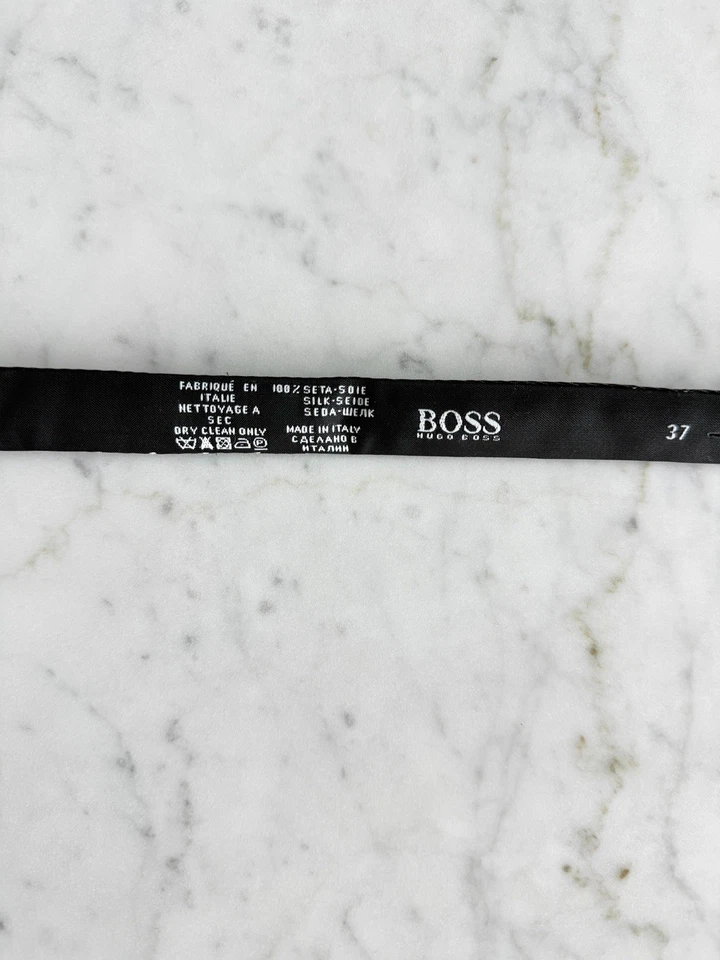 FABRIQUÉ EN
ITALIE
NETTOYAGE A
SEC
DRY CLEAN ONLY
100% SETA-SOIE
SILK-SEIDE
SEDA-ШЕЛК
MADE IN ITALY
СДЕЛАНО В
ИТАЛИИ
BOSS
HUGO BOSS
37